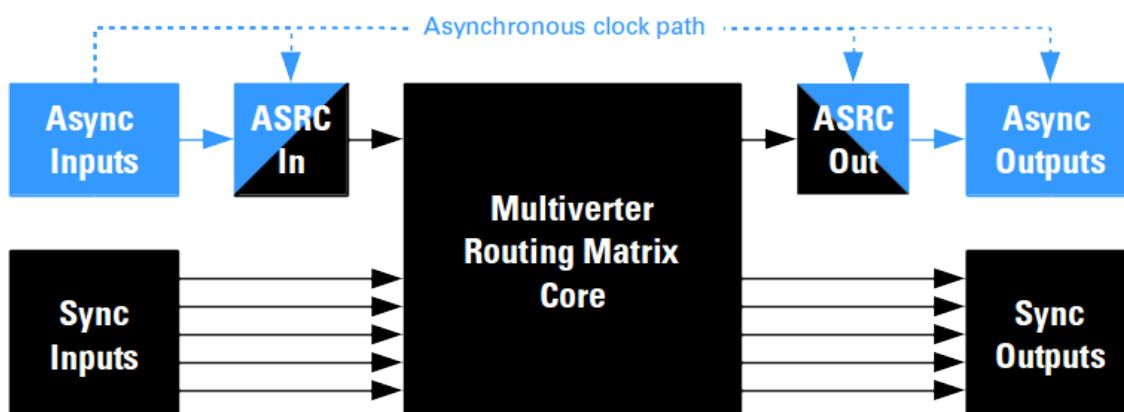 Asynchronous clock path
Async
Inputs
ASRC
In
ASRC
Out
Async
Outputs
Multiverter
Routing Matrix
Core
Sync
Inputs
Sync
Outputs